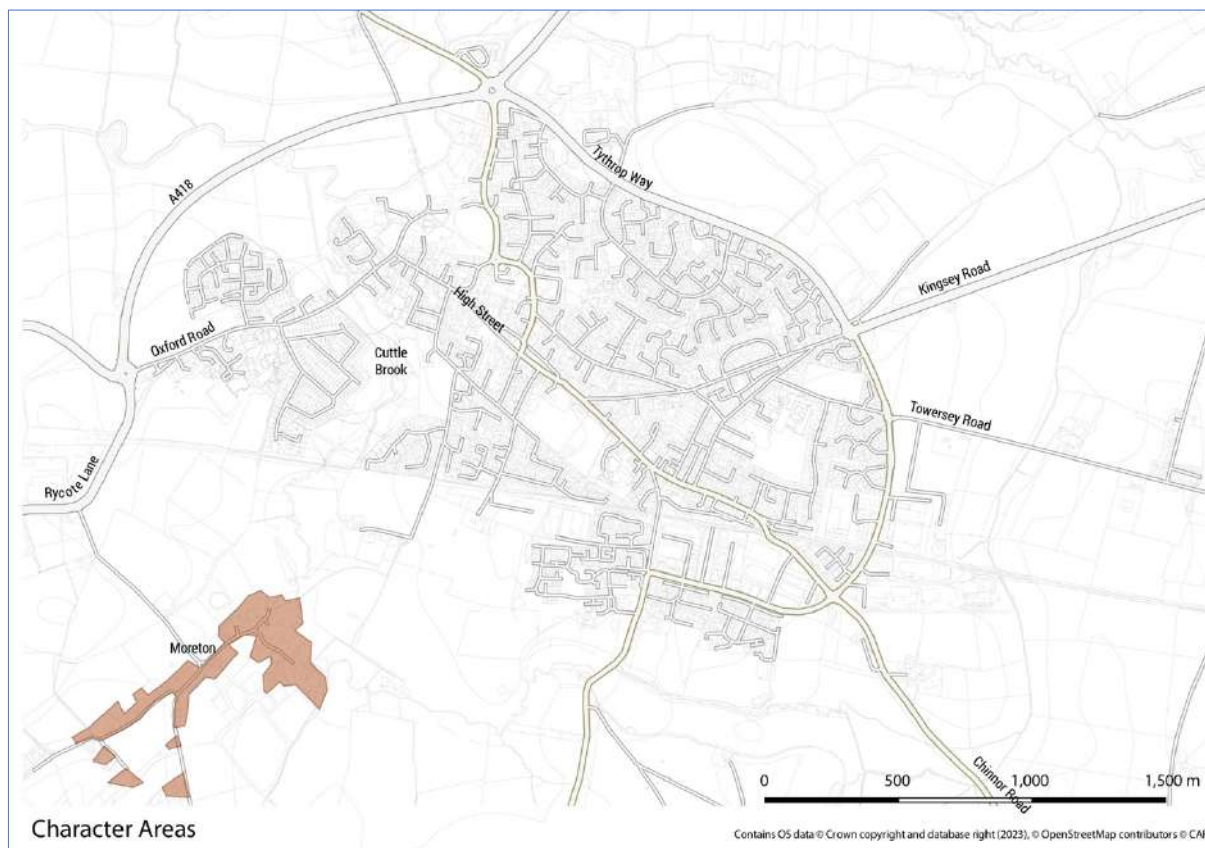 A418
Tythrop Way
Kingsey Road
High Street
Oxford Road
Cuttle
Brook
Towersey Road
Rycote Lane
Moreton
Chinnor Road
0 500 1,000 1,500 m
Character Areas
Contains OS data © Crown copyright and database right (2023), © OpenStreetMap contributors © CAR